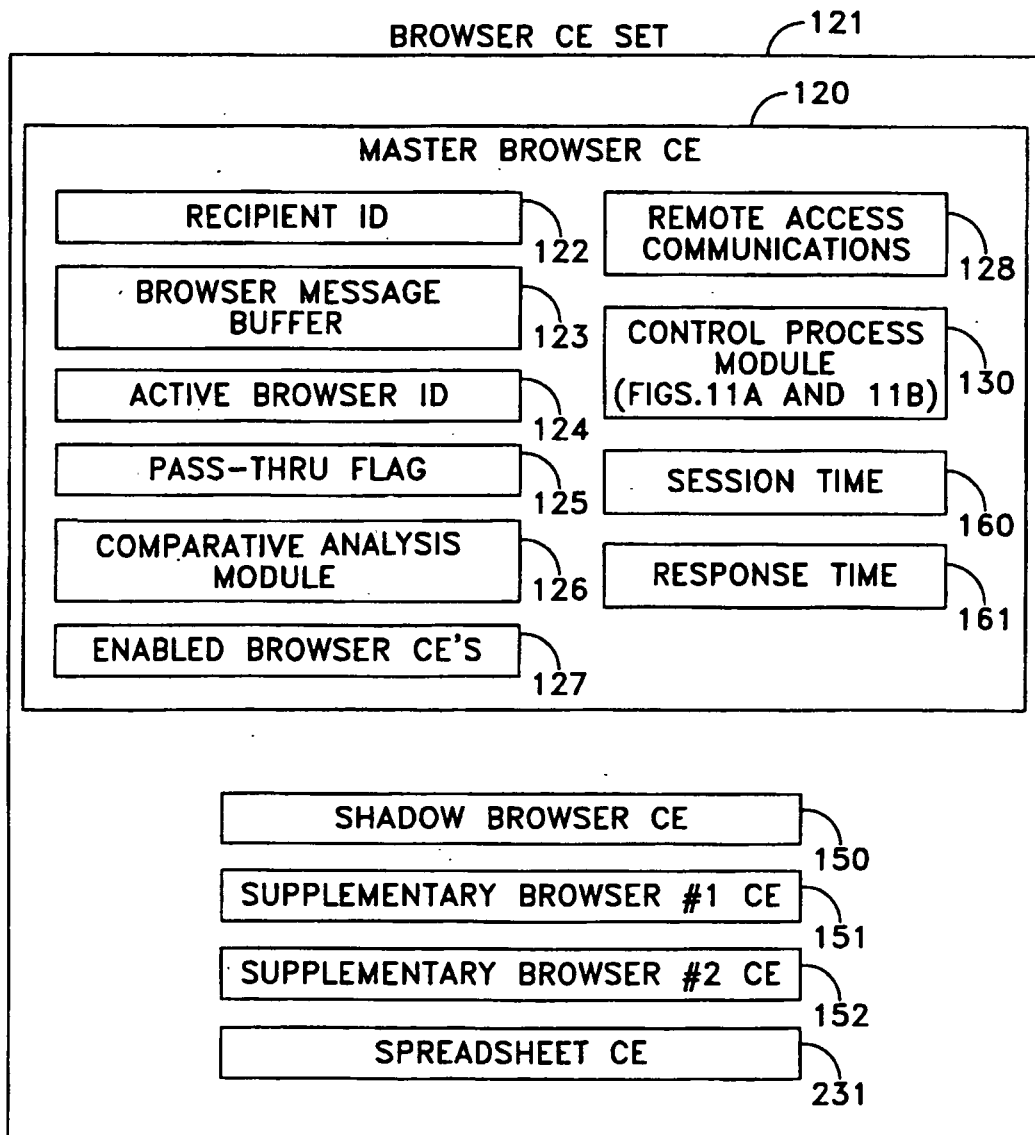 BROWSER CE SET
121
120
MASTER BROWSER CE
RECIPIENT ID
122
BROWSER MESSAGE
BUFFER
123
ACTIVE BROWSER ID
124
PASS-THRU FLAG
125
COMPARATIVE ANALYSIS
MODULE
126
ENABLED BROWSER CE'S
127
REMOTE ACCESS
COMMUNICATIONS
128
CONTROL PROCESS
MODULE
(FIGS.11A AND 11B)
130
SESSION TIME
160
RESPONSE TIME
161
SHADOW BROWSER CE
150
SUPPLEMENTARY BROWSER #1 CE
151
SUPPLEMENTARY BROWSER #2 CE
152
SPREADSHEET CE
231